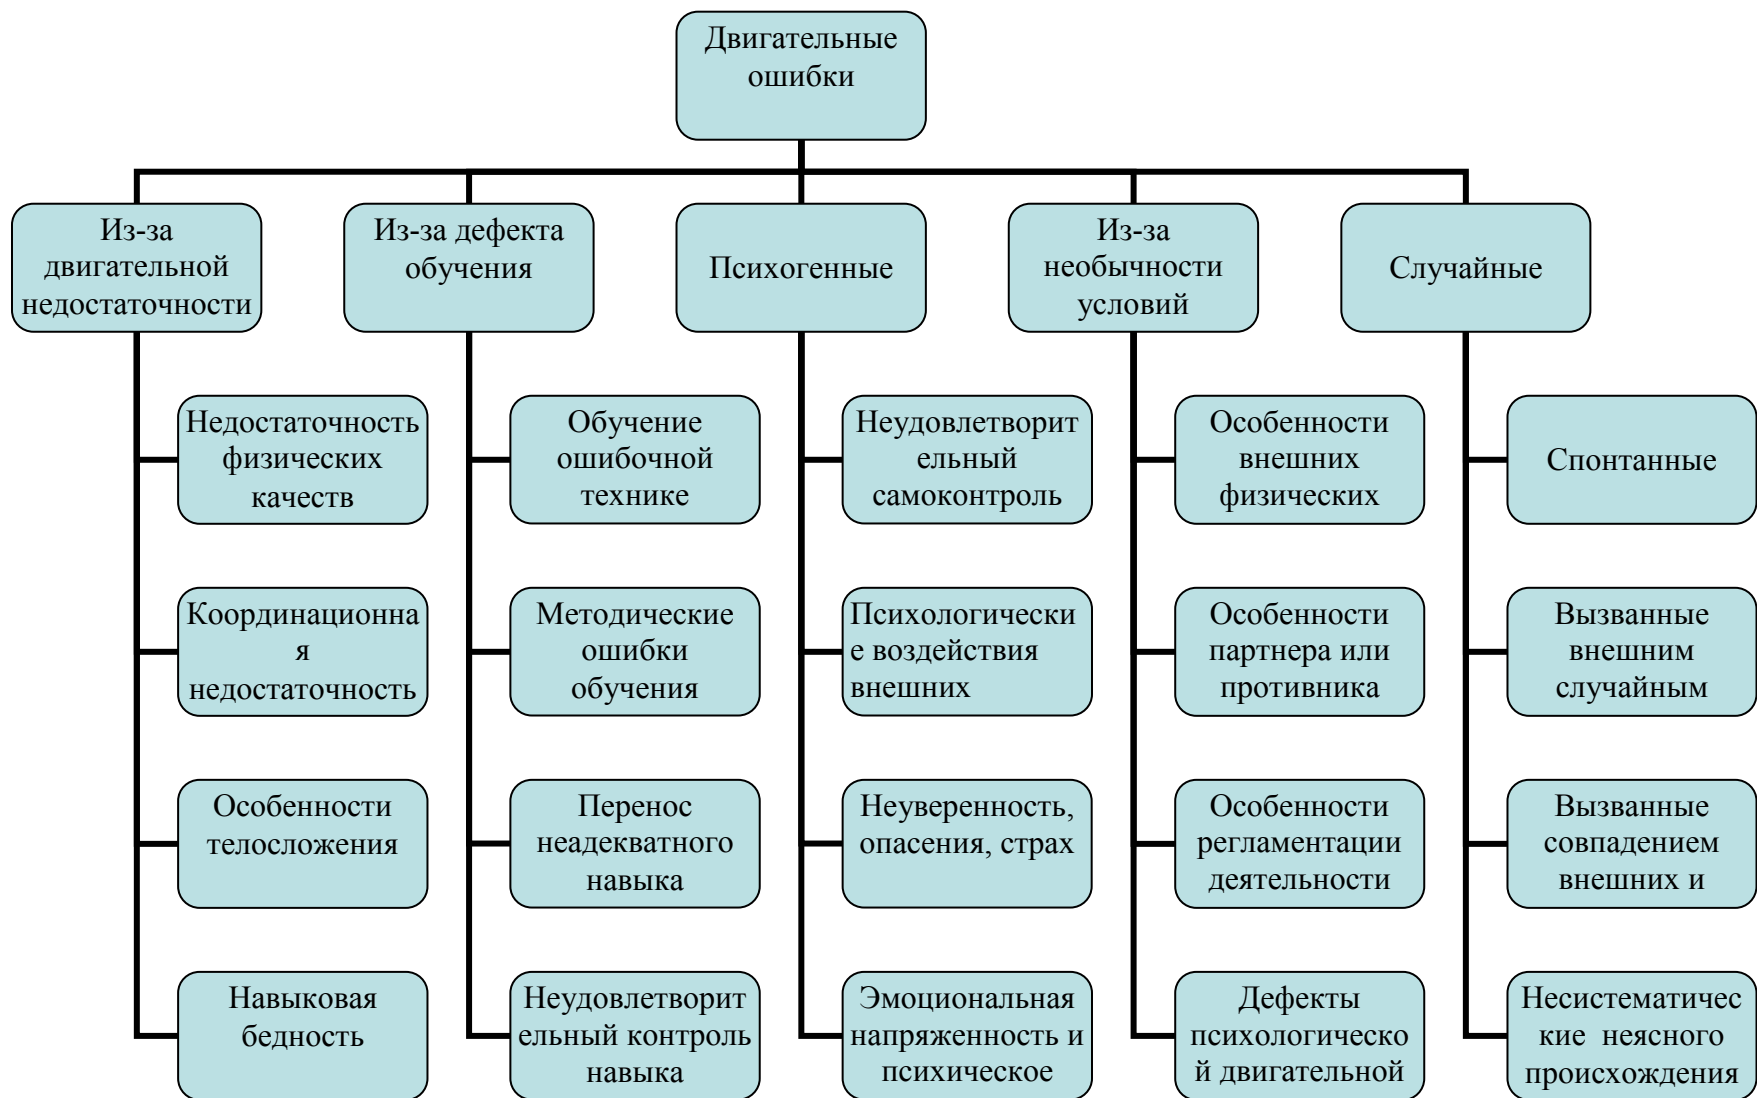 Двигательные
ошибки
Из-за
двигательной
недостаточности
Из-за дефекта
обучения
Психогенные
Из-за
необычности
условий
Случайные
Недостаточность
физических
качеств
Обучение
ошибочной
технике
Неудовлетворит
ельный
самоконтроль
Особенности
внешних
физических
Спонтанные
Координационна
я
недостаточность
Методические
ошибки
обучения
Психологически
е воздействия
внешних
Особенности
партнера или
противника
Вызванные
внешним
случайным
Особенности
телосложения
Перенос
неадекватного
навыка
Неуверенность,
опасения, страх
Особенности
регламентации
деятельности
Вызванные
совпадением
внешних и
Навыковая
бедность
Неудовлетворит
ельный контроль
навыка
Эмоциональная
напряженность и
психическое
Дефекты
психологическо
й двигательной
Несистематичес
кие неясного
происхождения